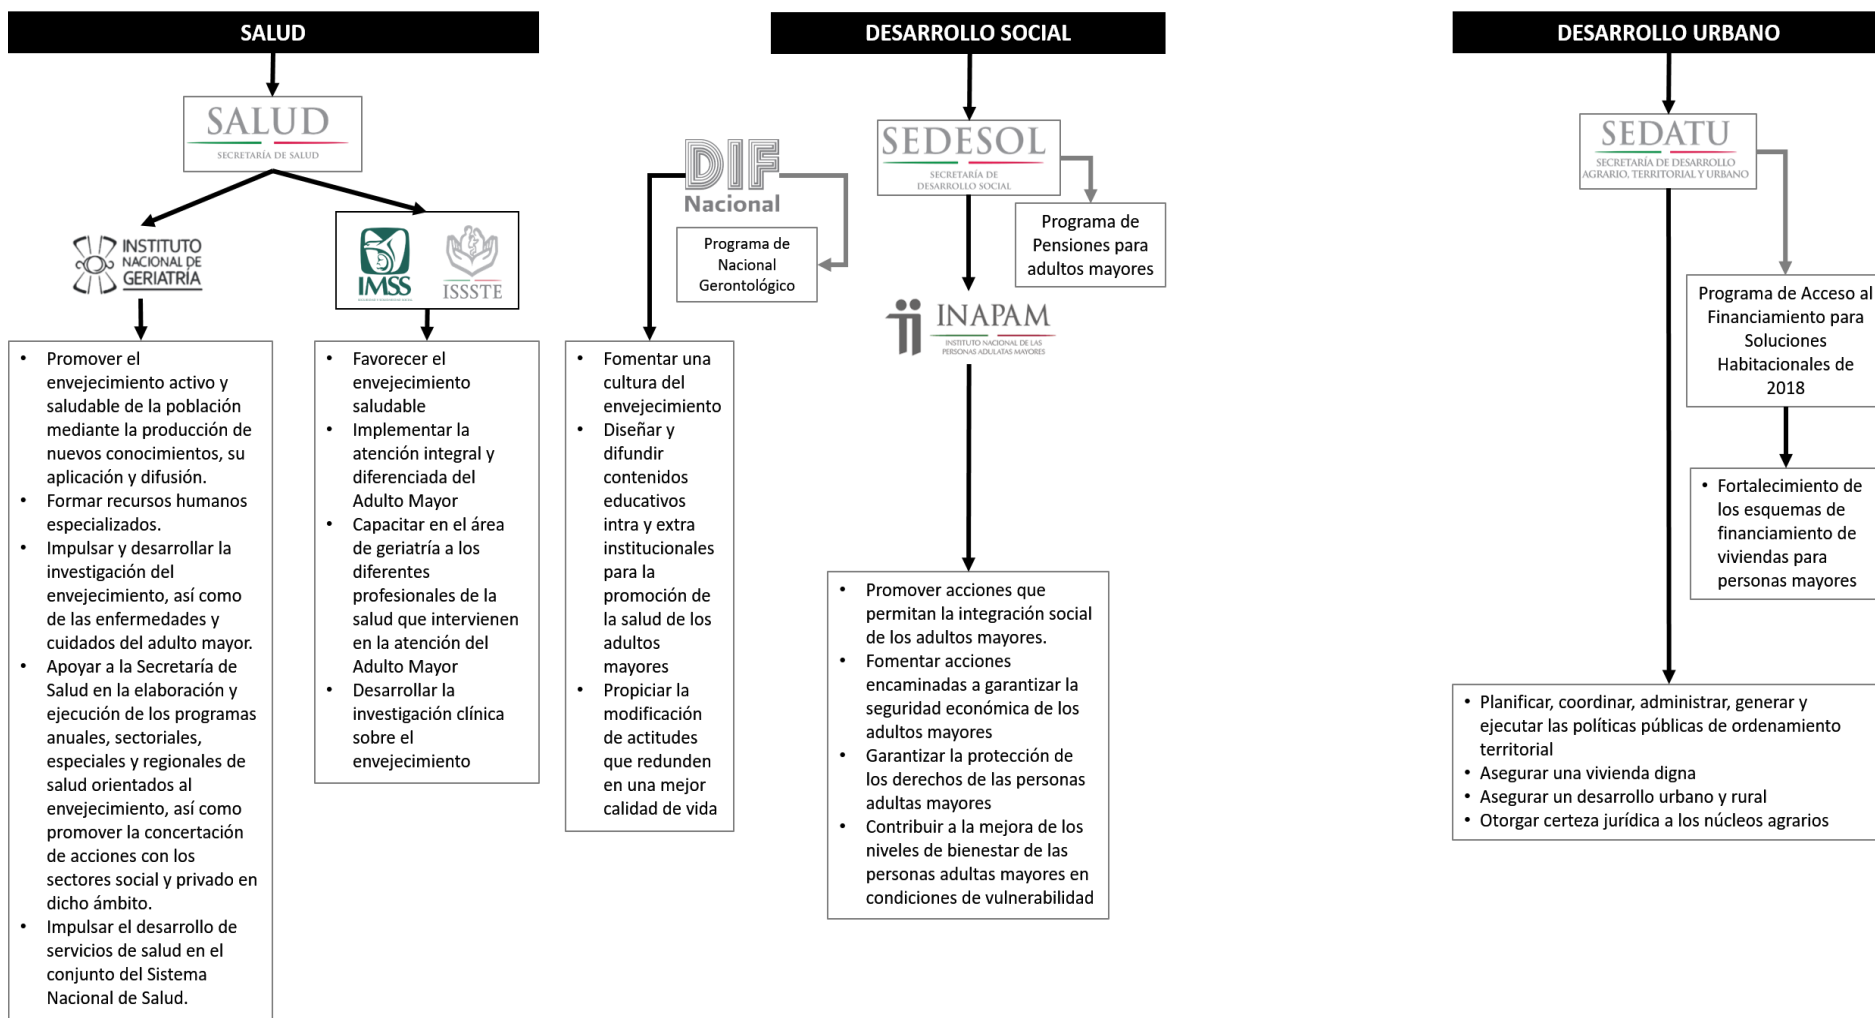 SALUD
SALUD
SECRETARÍA DE SALUD
INSTITUTO
NACIONAL DE
GERIATRÍA
IMSS
ISSSTE
• Promover el
envejecimiento activo y
saludable de la población
mediante la producción de
nuevos conocimientos, su
aplicación y difusión.
• Formar recursos humanos
especializados.
• Impulsar y desarrollar la
investigación del
envejecimiento, así como
de las enfermedades y
cuidados del adulto mayor.
• Apoyar a la Secretaría de
Salud en la elaboración y
ejecución de los programas
anuales, sectoriales,
especiales y regionales de
salud orientados al
envejecimiento, así como
promover la concertación
de acciones con los
sectores social y privado en
dicho ámbito.
• Impulsar el desarrollo de
servicios de salud en el
conjunto del Sistema
Nacional de Salud.
• Favorecer el
envejecimiento
saludable
• Implementar la
atención integral y
diferenciada del
Adulto Mayor
• Capacitar en el área
de geriatría a los
diferentes
profesionales de la
salud que intervienen
en la atención del
Adulto Mayor
• Desarrollar la
investigación clínica
sobre el
envejecimiento
DESARROLLO SOCIAL
DIF
Nacional
Programa de
Nacional
Gerontológico
• Fomentar una
cultura del
envejecimiento
• Diseñar y
difundir
contenidos
educativos
intra y extra
institucionales
para la
promoción de
la salud de los
adultos
mayores
• Propiciar la
modificación
de actitudes
que redunden
en una mejor
calidad de vida
SEDESOL
SECRETARÍA DE
DESARROLLO SOCIAL
Programa de
Pensiones para
adultos mayores
INAPAM
INSTITUTO NACIONAL DE LAS
PERSONAS ADULATAS MAYORES
• Promover acciones que
permitan la integración social
de los adultos mayores.
• Fomentar acciones
encaminadas a garantizar la
seguridad económica de los
adultos mayores
• Garantizar la protección de
los derechos de las personas
adultas mayores
• Contribuir a la mejora de los
niveles de bienestar de las
personas adultas mayores en
condiciones de vulnerabilidad
DESARROLLO URBANO
SEDATU
SECRETARÍA DE DESARROLLO
AGRARIO, TERRITORIAL Y URBANO
Programa de Acceso al
Financiamiento para
Soluciones
Habitacionales de
2018
• Fortalecimiento de
los esquemas de
financiamiento de
viviendas para
personas mayores
• Planificar, coordinar, administrar, generar y
ejecutar las políticas públicas de ordenamiento
territorial
• Asegurar una vivienda digna
• Asegurar un desarrollo urbano y rural
• Otorgar certeza jurídica a los núcleos agrarios